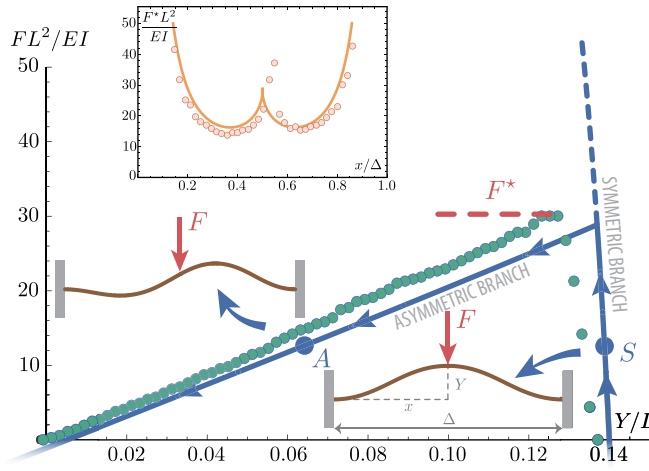 FL²/EI
50
40
30
20
10
0
0.02
0.04
0.06
0.08
0.10
0.12
0.14
Y/L
F⋆L²
EI
50
40
30
20
10
0
0.2
0.4
0.6
0.8
1.0
x/Δ
F⋆
SYMMETRIC BRANCH
ASYMMETRIC BRANCH
F
A
F
S
Y
x
Δ